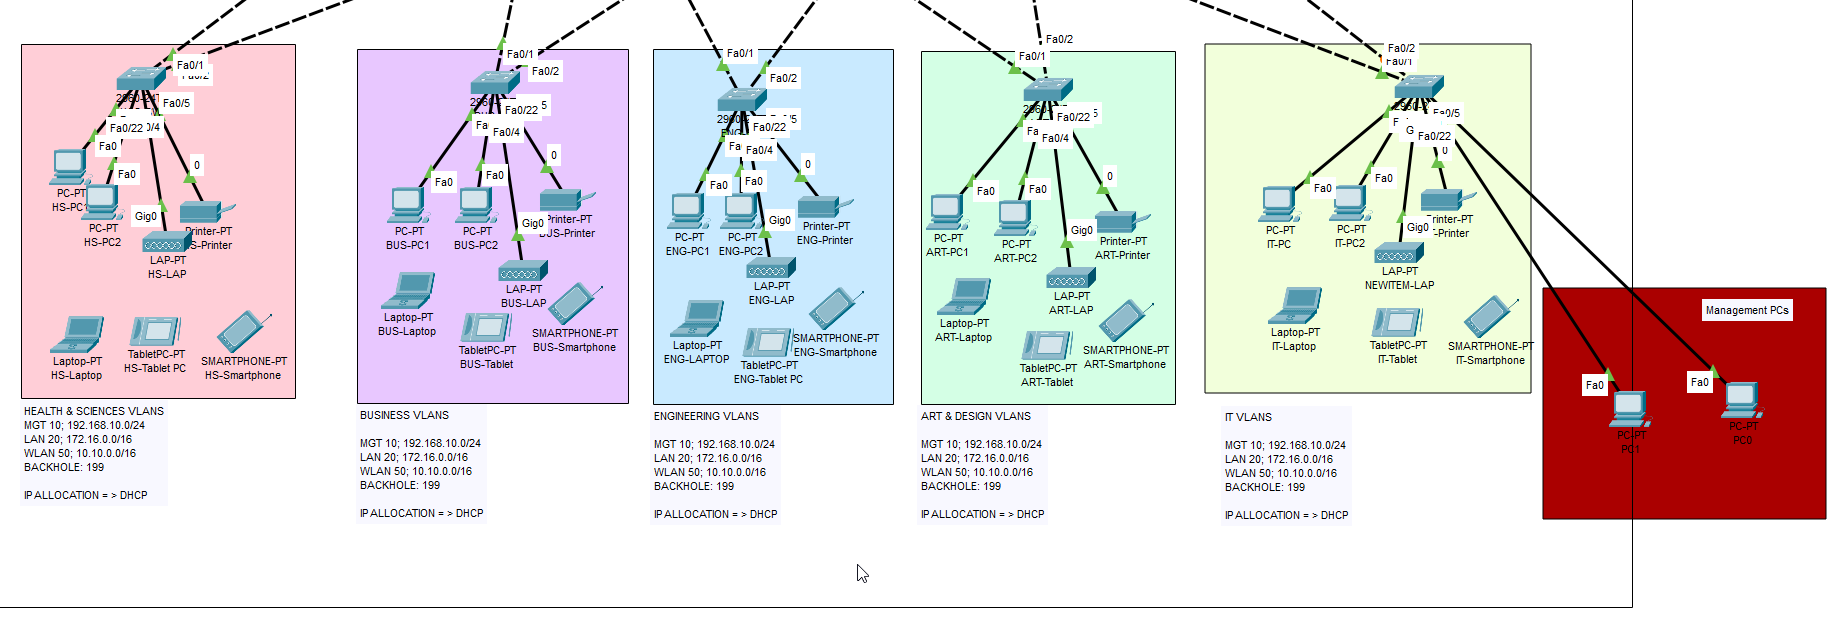 Fa0/1
Fa0/5
Fa0/22
0/4
Fa0
Fa0
0
Gig0
PC-PT
HS-PC1
PC-PT
HS-PC2
Printer-PT
S-Printer
LAP-PT
HS-LAP
Laptop-PT
HS-Laptop
TabletPC-PT
HS-Tablet PC
SMARTPHONE-PT
HS-Smartphone
HEALTH & SCIENCES VLANS
MGT 10; 192.168.10.0/24
LAN 20; 172.16.0.0/16
WLAN 50; 10.10.0.0/16
BACKHOLE: 199
IP ALLOCATION = > DHCP
Fa0/1
Fa0/2
Fa0/22
5
Fa0/4
Fa0
Fa0
0
Gig0
PC-PT
BUS-PC1
PC-PT
BUS-PC2
Printer-PT
BUS-Printer
LAP-PT
BUS-LAP
Laptop-PT
BUS-Laptop
TabletPC-PT
BUS-Tablet
SMARTPHONE-PT
BUS-Smartphone
BUSINESS VLANS
MGT 10; 192.168.10.0/24
LAN 20; 172.16.0.0/16
WLAN 50; 10.10.0.0/16
BACKHOLE: 199
IP ALLOCATION = > DHCP
Fa0/1
Fa0/2
Fa0/22
Fa0/4
Fa0
Fa0
0
Gig0
PC-PT
ENG-PC1
PC-PT
ENG-PC2
Printer-PT
ENG-Printer
LAP-PT
ENG-LAP
Laptop-PT
ENG-LAPTOP
TabletPC-PT
ENG-Tablet PC
SMARTPHONE-PT
ENG-Smartphone
ENGINEERING VLANS
MGT 10; 192.168.10.0/24
LAN 20; 172.16.0.0/16
WLAN 50; 10.10.0.0/16
BACKHOLE: 199
IP ALLOCATION = > DHCP
Fa0/2
Fa0/1
Fa0/22
5
Fa0/4
Fa0
Fa0
0
Gig0
PC-PT
ART-PC1
PC-PT
ART-PC2
Printer-PT
ART-Printer
LAP-PT
ART-LAP
Laptop-PT
ART-Laptop
TabletPC-PT
ART-Tablet
SMARTPHONE-PT
ART-Smartphone
ART & DESIGN VLANS
MGT 10; 192.168.10.0/24
LAN 20; 172.16.0.0/16
WLAN 50; 10.10.0.0/16
BACKHOLE: 199
IP ALLOCATION = > DHCP
Fa0/2
Fa0/1
Fa0/22
Fa0
Fa0
0
Gig0
PC-PT
IT-PC
PC-PT
IT-PC2
rinter-PT
-Printer
LAP-PT
NEWITEM-LAP
Laptop-PT
IT-Laptop
TabletPC-PT
IT-Tablet
SMARTPHONE-PT
IT-Smartphone
IT VLANS
MGT 10; 192.168.10.0/24
LAN 20; 172.16.0.0/16
WLAN 50; 10.10.0.0/16
BACKHOLE: 199
IP ALLOCATION = > DHCP
Management PCs
Fa0
Fa0
PC-PT
PC1
PC-PT
PC0